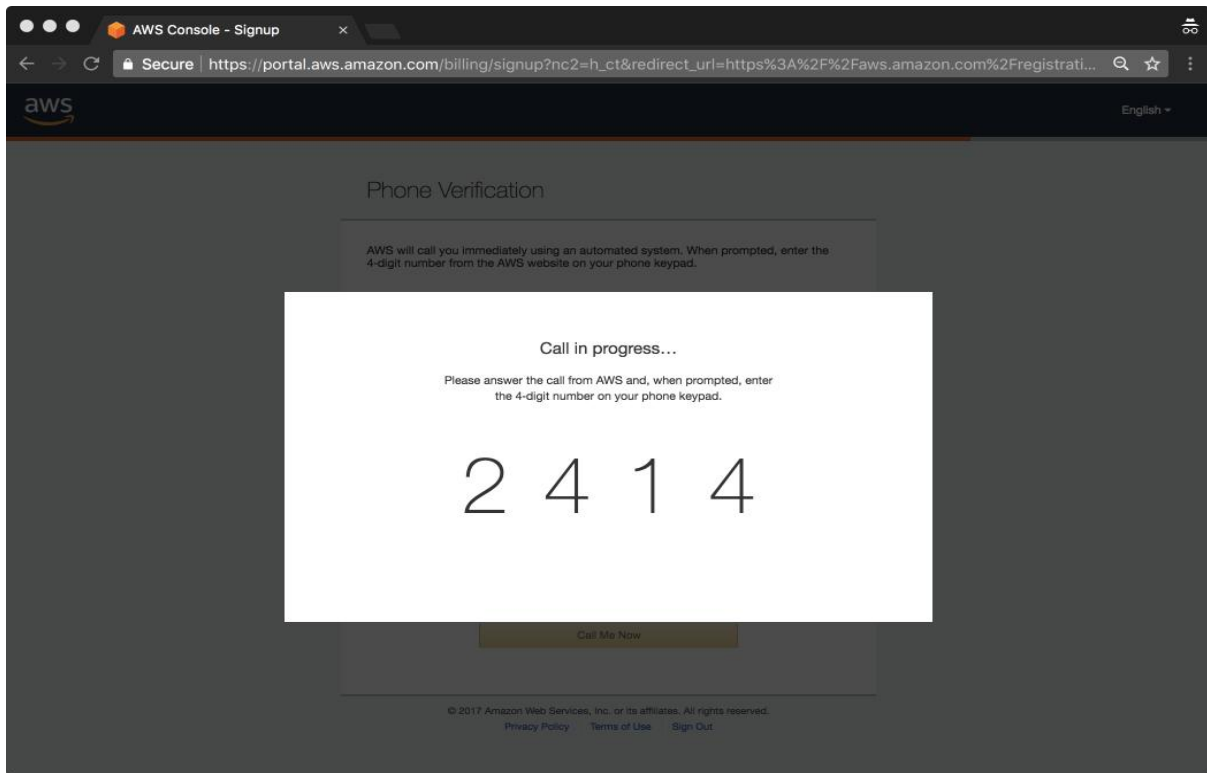 AWS Console - Signup ×
Secure | https://portal.aws.amazon.com/billing/signup?nc2=h_ct&redirect_url=https%3A%2F%2Faws.amazon.com%2Fregistrati...
aws
English
Phone Verification
AWS will call you immediately using an automated system. When prompted, enter the
4-digit number from the AWS website on your phone keypad.
Call in progress...
Please answer the call from AWS and, when prompted, enter
the 4-digit number on your phone keypad.
2 4 1 4
Call Me Now
© 2017 Amazon Web Services, Inc. or its affiliates. All rights reserved.
Privacy Policy Terms of Use Sign Out